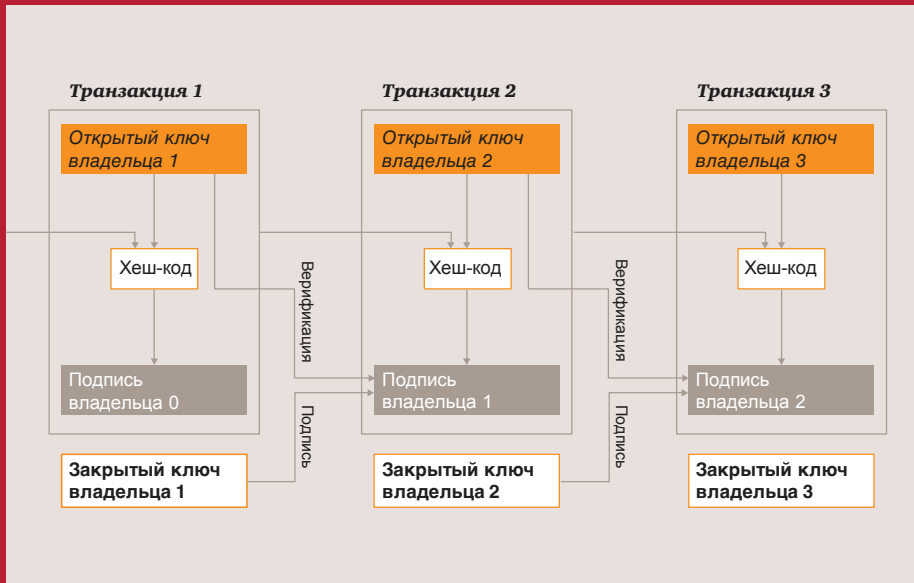 Транзакция 1
Открытый ключ
владельца 1
Хеш-код
Верификация
Подпись
владельца 0
Подпись
Закрытый ключ
владельца 1
Транзакция 2
Открытый ключ
владельца 2
Хеш-код
Верификация
Подпись
владельца 1
Подпись
Закрытый ключ
владельца 2
Транзакция 3
Открытый ключ
владельца 3
Хеш-код
Подпись
владельца 2
Закрытый ключ
владельца 3